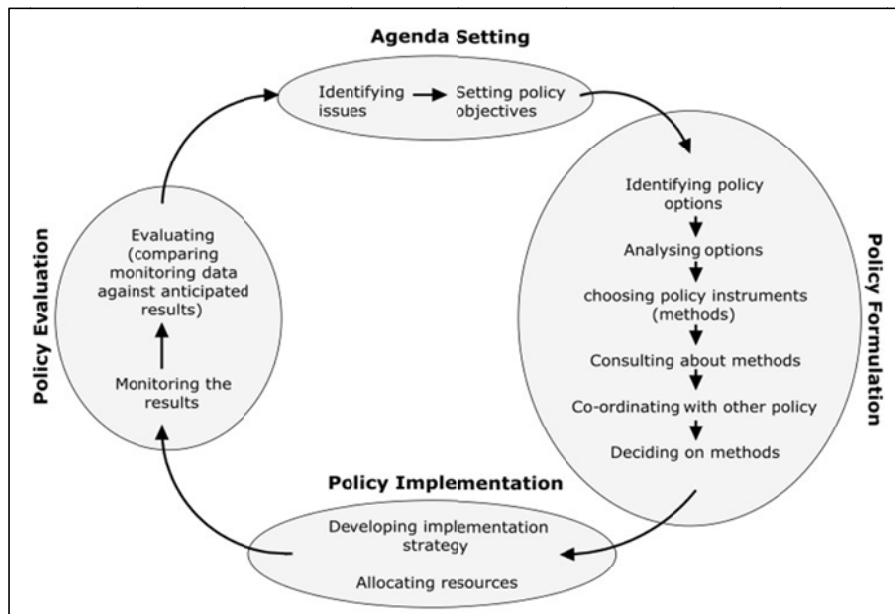 Agenda Setting
Identifying
issues
Setting policy
objectives
Policy Formulation
Identifying policy
options
Analysing options
choosing policy instruments
(methods)
Consulting about methods
Co-ordinating with other policy
Deciding on methods
Policy Implementation
Developing implementation
strategy
Allocating resources
Policy Evaluation
Evaluating
(comparing
monitoring data
against anticipated
results)
Monitoring the
results